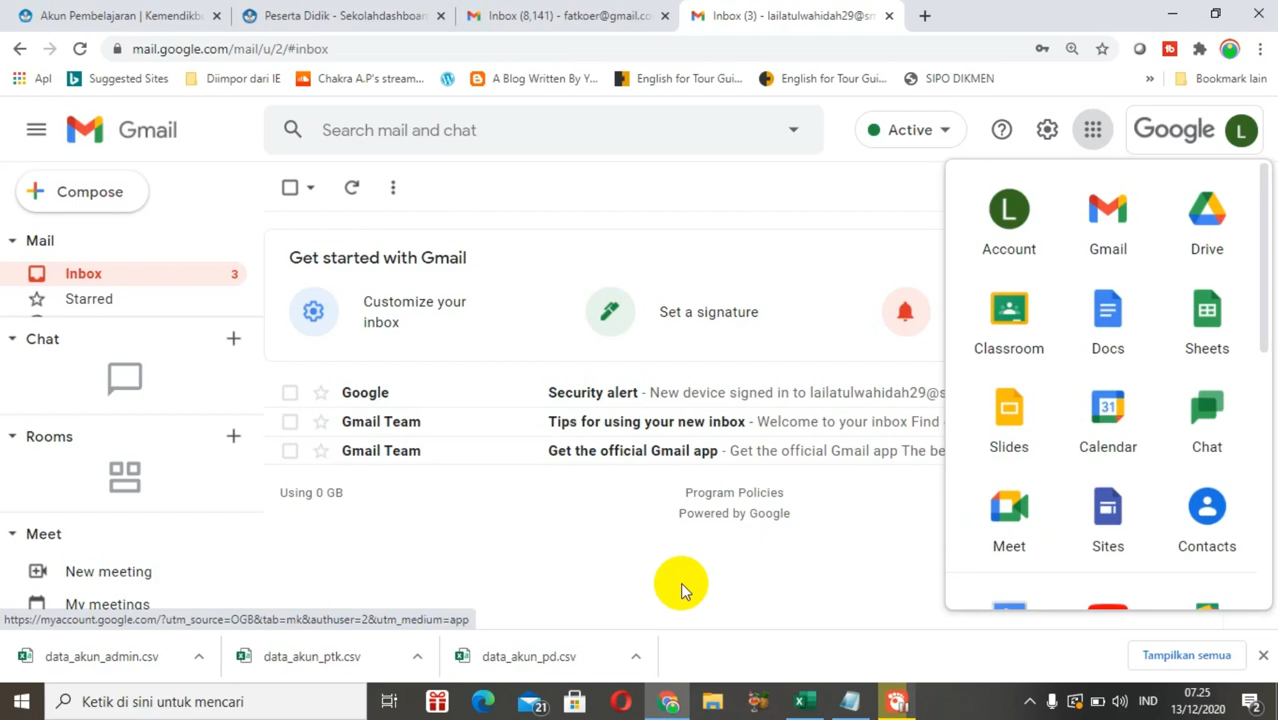 Akun Pembelajaran | Kemendikbu
Peserta Didik - Sekolahdashboar
Inbox (8,141) - fatkoer@gmail.co
Inbox (3) - lailatulwahidah29@sm
mail.google.com/mail/u/2/#inbox
Apl
Suggested Sites
Diimpor dari IE
Chakra A.P's stream...
A Blog Written By Y...
English for Tour Gui...
English for Tour Gui...
SIPO DIKMEN
»
Bookmark lain
Gmail
Search mail and chat
Active
Google
L
Compose
Mail
Inbox 3
Starred
Chat
Rooms
Meet
New meeting
My meetings
Get started with Gmail
Customize your
inbox
Set a signature
Google Security alert - New device signed in to lailatulwahidah29@s
Gmail Team Tips for using your new inbox - Welcome to your inbox Find
Gmail Team Get the official Gmail app - Get the official Gmail app The be
Using 0 GB
Program Policies
Powered by Google
L
Account
Gmail
Drive
Classroom
Docs
Sheets
31
Slides
Calendar
Chat
Meet
Sites
Contacts
https://myaccount.google.com/?utm_source=OGB&tab=mk&authuser=2&utm_medium=app
data_akun_admin.csv
data_akun_ptk.csv
data_akun_pd.csv
Tampilkan semua
Ketik di sini untuk mencari
21
IND
07.25
13/12/2020
2